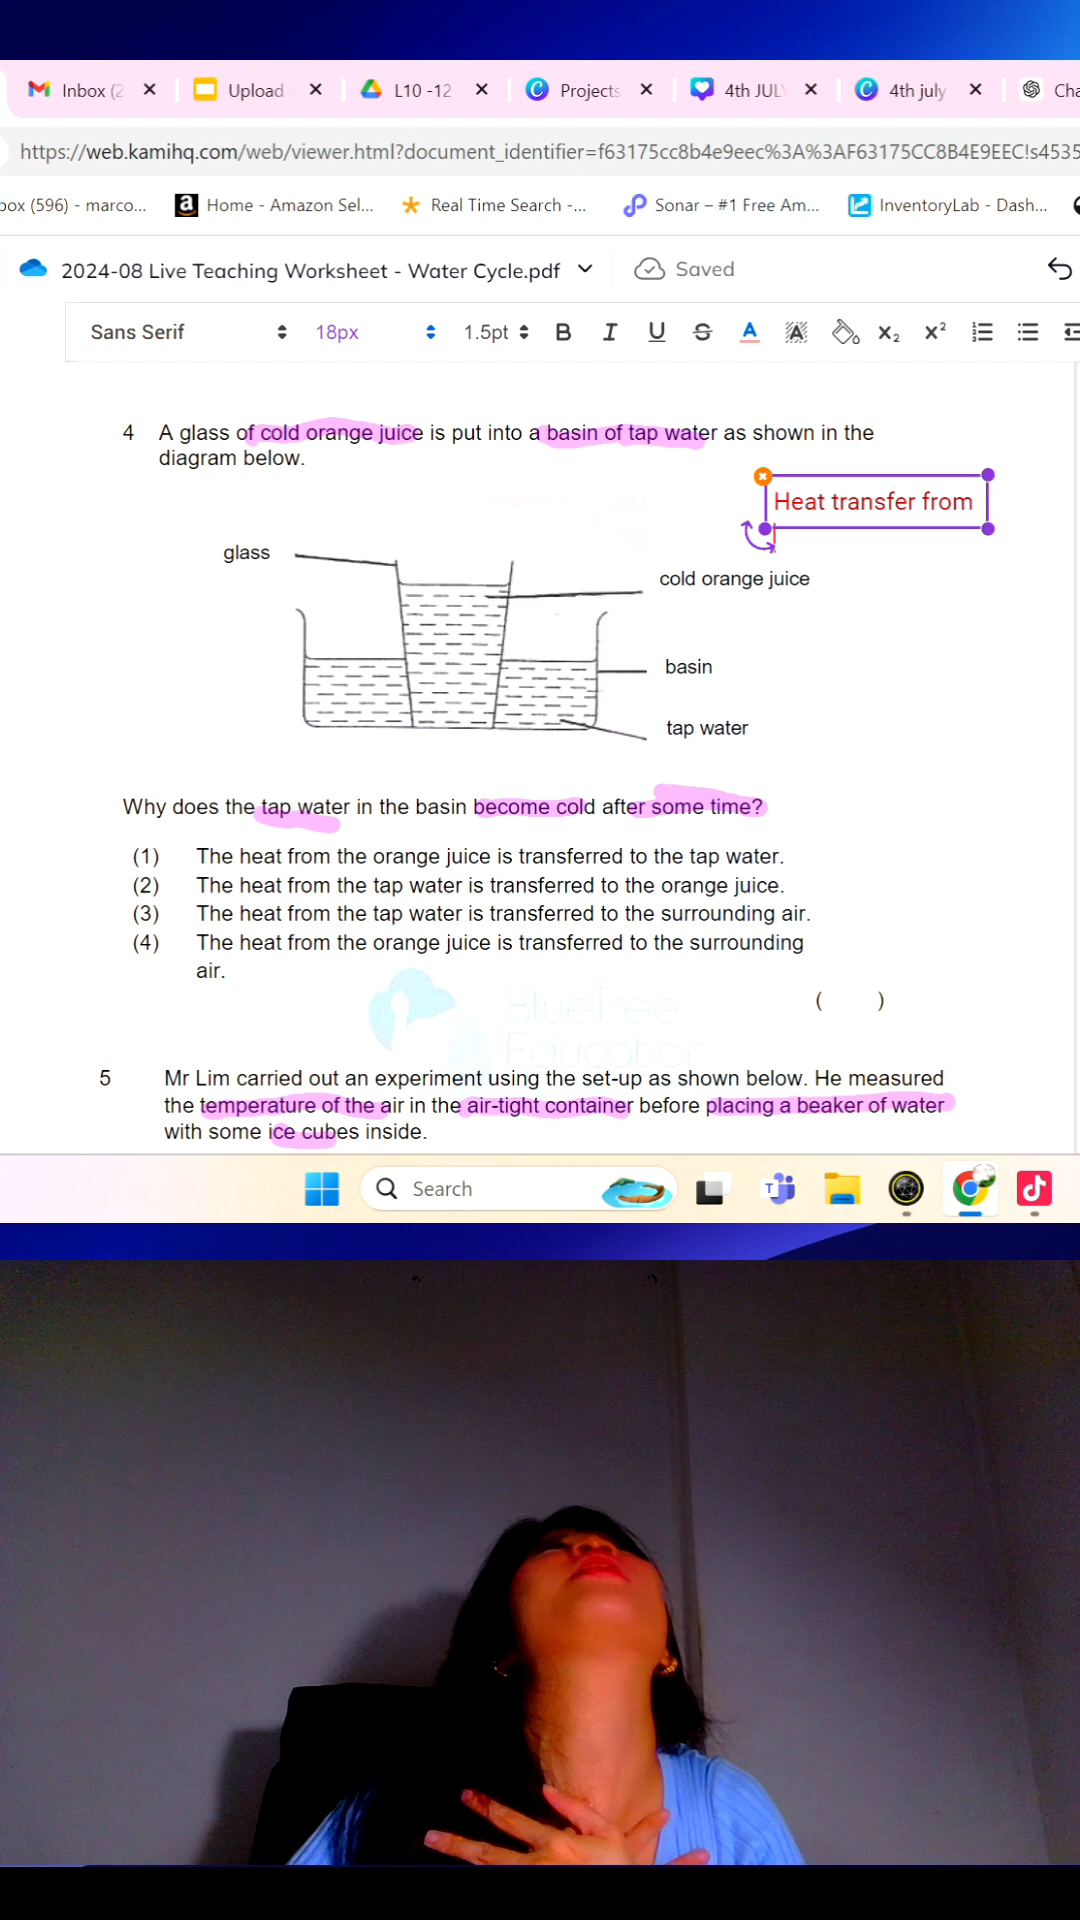 Inbox (2
Upload
L10 -12
Projects
4th JUL
4th july
Cha
https://web.kamihq.com/web/viewer.html?document_identifier=f63175cc8b4e9eec%3A%3AF63175CC8B4E9EEC!s4535
box (596) - marco...
Home - Amazon Sel...
Real Time Search -...
Sonar – #1 Free Am...
InventoryLab - Dash...
2024-08 Live Teaching Worksheet - Water Cycle.pdf
Saved
Sans Serif 18px 1.5pt B I U S A A x₂ x²
4 A glass of cold orange juice is put into a basin of tap water as shown in the
diagram below.
Heat transfer from
glass
cold orange juice
basin
tap water
Why does the tap water in the basin become cold after some time?
(1) The heat from the orange juice is transferred to the tap water.
(2) The heat from the tap water is transferred to the orange juice.
(3) The heat from the tap water is transferred to the surrounding air.
(4) The heat from the orange juice is transferred to the surrounding
air.
( )
BlueTree
Education
5 Mr Lim carried out an experiment using the set-up as shown below. He measured
the temperature of the air in the air-tight container before placing a beaker of water
with some ice cubes inside.
Search